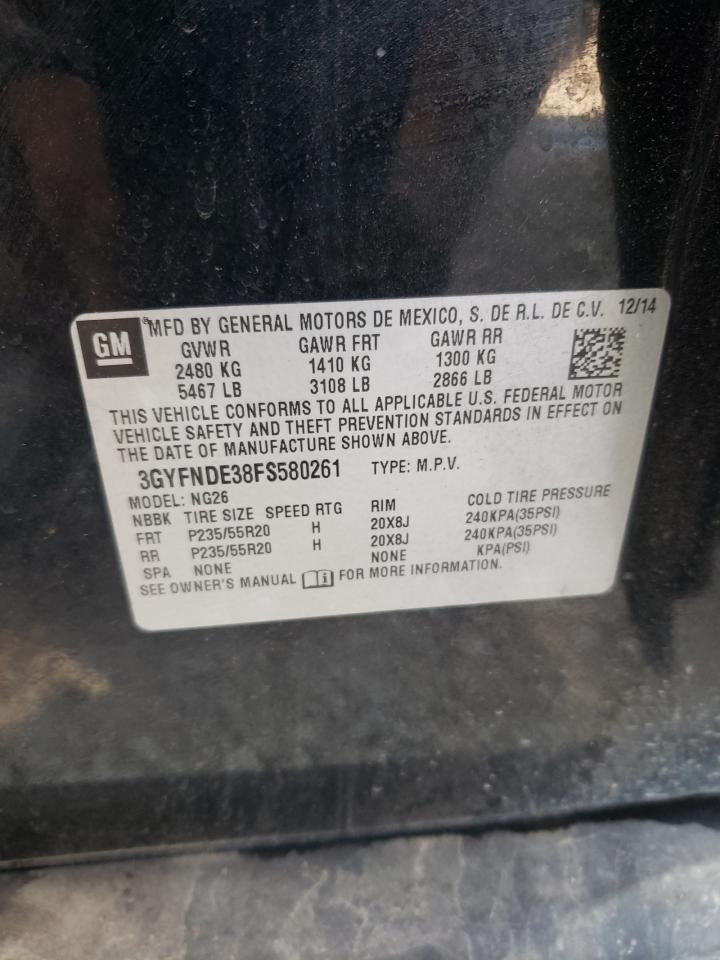 GM
MFD BY GENERAL MOTORS DE MEXICO, S. DE R.L. DE C.V. 12/14
GVWR GAWR FRT GAWR RR
2480 KG 1410 KG 1300 KG
5467 LB 3108 LB 2866 LB
THIS VEHICLE CONFORMS TO ALL APPLICABLE U.S. FEDERAL MOTOR
VEHICLE SAFETY AND THEFT PREVENTION STANDARDS IN EFFECT ON
THE DATE OF MANUFACTURE SHOWN ABOVE.
3GYFNDE38FS580261 TYPE: M.P.V.
MODEL: NG26
NBBK TIRE SIZE SPEED RTG RIM COLD TIRE PRESSURE
FRT P235/55R20 H 20X8J 240KPA(35PSI)
RR P235/55R20 H 20X8J 240KPA(35PSI)
SPA NONE NONE KPA(PSI)
SEE OWNER'S MANUAL i FOR MORE INFORMATION.